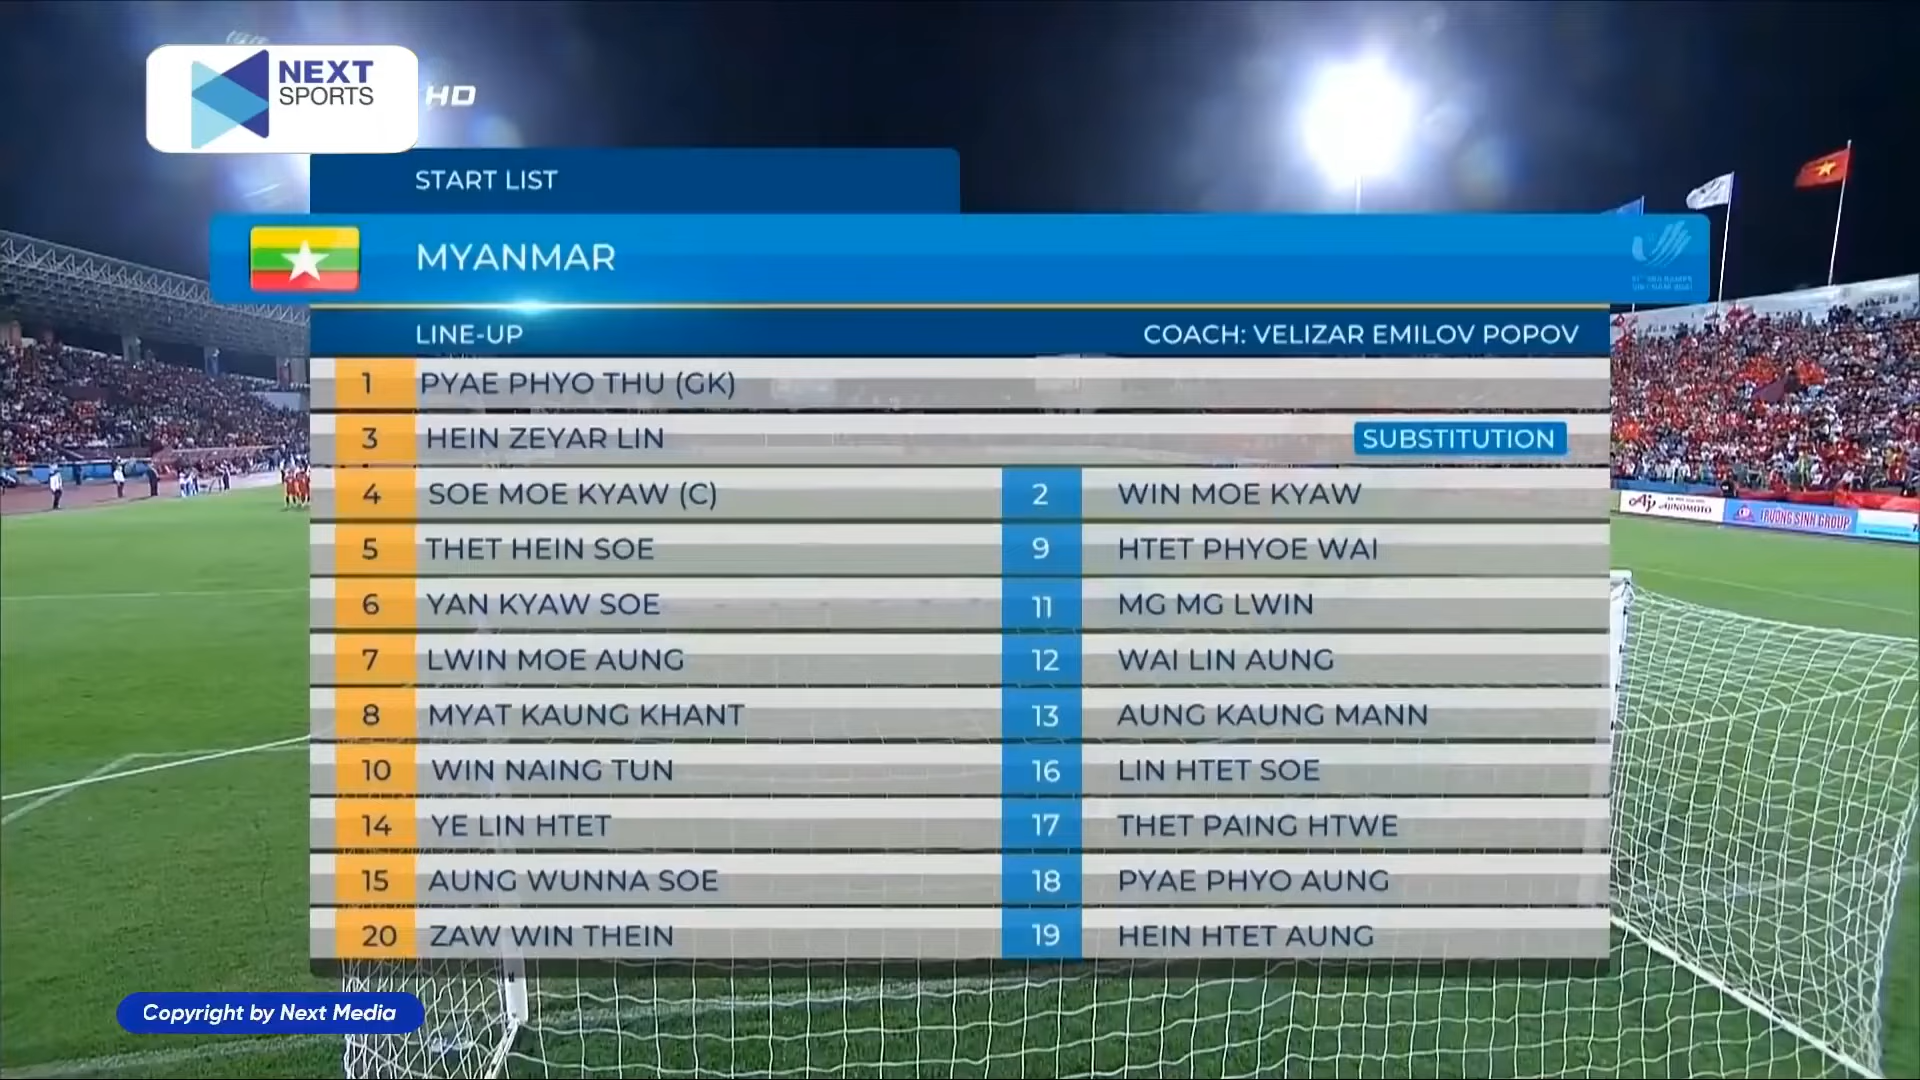 NEXT
SPORTS
HD
START LIST
MYANMAR
LINE-UP COACH: VELIZAR EMILOV POPOV
1 PYAE PHYO THU (GK)
3 HEIN ZEYAR LIN SUBSTITUTION
4 SOE MOE KYAW (C) 2 WIN MOE KYAW
5 THET HEIN SOE 9 HTET PHYOE WAI
6 YAN KYAW SOE 11 MG MG LWIN
7 LWIN MOE AUNG 12 WAI LIN AUNG
8 MYAT KAUNG KHANT 13 AUNG KAUNG MANN
10 WIN NAING TUN 16 LIN HTET SOE
14 YE LIN HTET 17 THET PAING HTWE
15 AUNG WUNNA SOE 18 PYAE PHYO AUNG
20 ZAW WIN THEIN 19 HEIN HTET AUNG
AJINOMOTO
TRUONG SINH GROUP
Copyright by Next Media